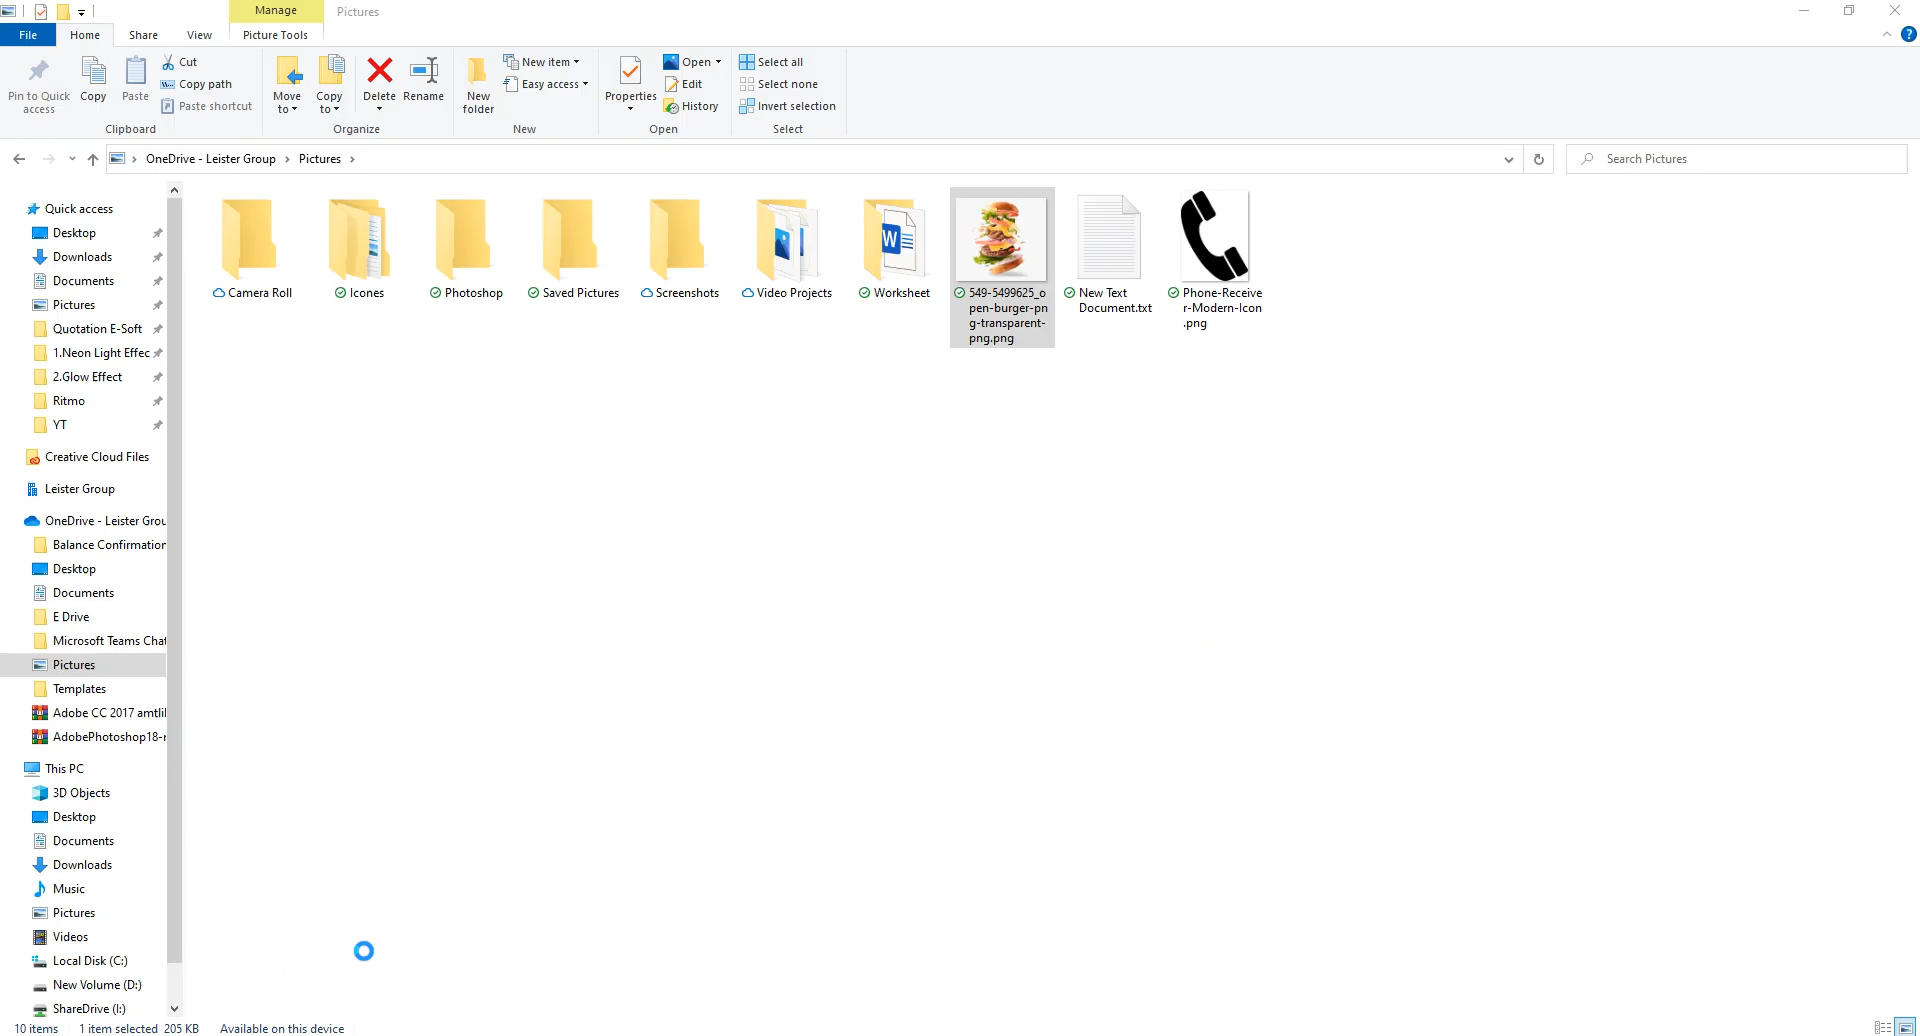 Manage
Pictures
File
Home
Share
View
Picture Tools
Pin to Quick
access
Copy
Paste
Cut
Copy path
Paste shortcut
Clipboard
Move
to
Copy
to
Delete
Rename
Organize
New
folder
New item
Easy access
New
Properties
Open
Edit
History
Open
Select all
Select none
Invert selection
Select
OneDrive - Leister Group
Pictures
Search Pictures
Quick access
Desktop
Downloads
Documents
Pictures
Quotation E-Soft
1.Neon Light Effec
2.Glow Effect
Ritmo
YT
Creative Cloud Files
Leister Group
OneDrive - Leister Grou
Balance Confirmation
Desktop
Documents
E Drive
Microsoft Teams Chat
Pictures
Templates
Adobe CC 2017 amtlil
AdobePhotoshop18-r
This PC
3D Objects
Desktop
Documents
Downloads
Music
Pictures
Videos
Local Disk (C:)
New Volume (D:)
ShareDrive (I:)
Camera Roll
Icones
Photoshop
Saved Pictures
Screenshots
Video Projects
Worksheet
549-5499625_o
pen-burger-pn
g-transparent-
png.png
New Text
Document.txt
Phone-Receive
r-Modern-Icon
.png
10 items
1 item selected 205 KB
Available on this device